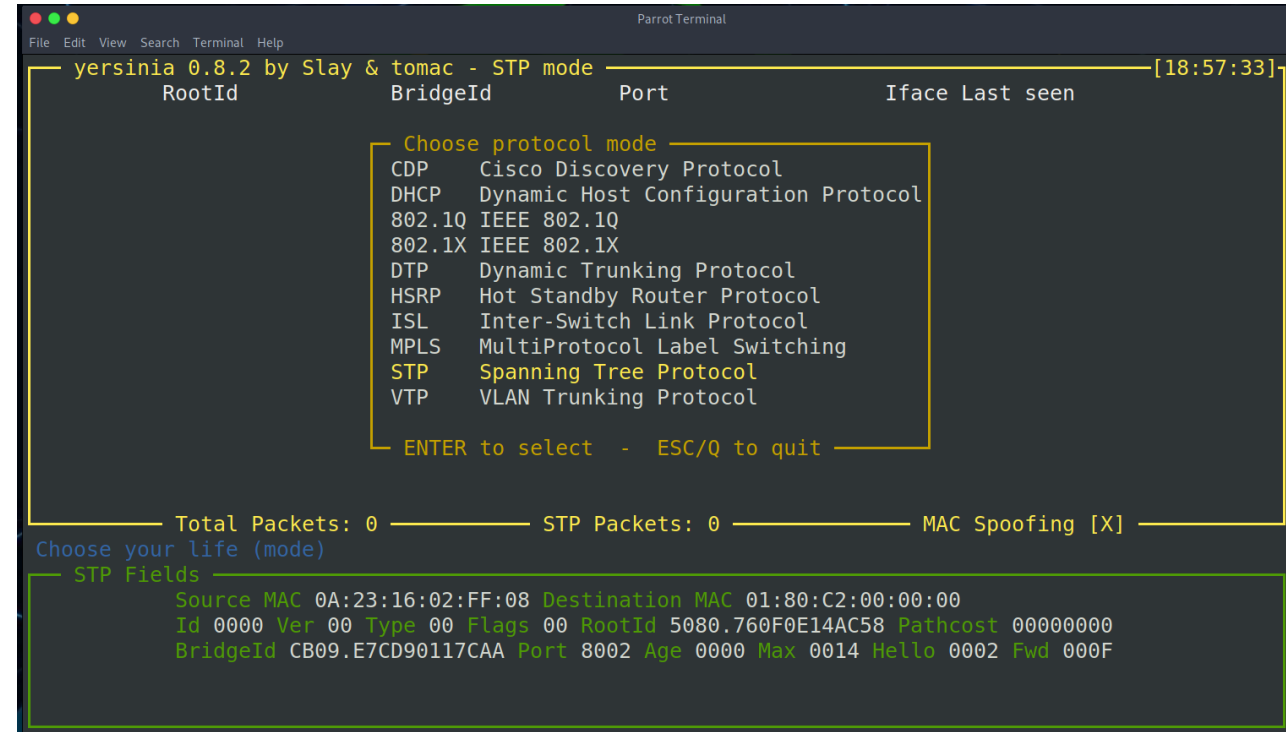 Parrot Terminal
File Edit View Search Terminal Help
yersinia 0.8.2 by Slay & tomac - STP mode [18:57:33]
RootId BridgeId Port Iface Last seen
Choose protocol mode
CDP Cisco Discovery Protocol
DHCP Dynamic Host Configuration Protocol
802.1Q IEEE 802.1Q
802.1X IEEE 802.1X
DTP Dynamic Trunking Protocol
HSRP Hot Standby Router Protocol
ISL Inter-Switch Link Protocol
MPLS MultiProtocol Label Switching
STP Spanning Tree Protocol
VTP VLAN Trunking Protocol
ENTER to select - ESC/Q to quit
Total Packets: 0 STP Packets: 0 MAC Spoofing [X]
Choose your life (mode)
STP Fields
Source MAC 0A:23:16:02:FF:08 Destination MAC 01:80:C2:00:00:00
Id 0000 Ver 00 Type 00 Flags 00 RootId 5080.760F0E14AC58 Pathcost 00000000
BridgeId CB09.E7CD90117CAA Port 8002 Age 0000 Max 0014 Hello 0002 Fwd 000F